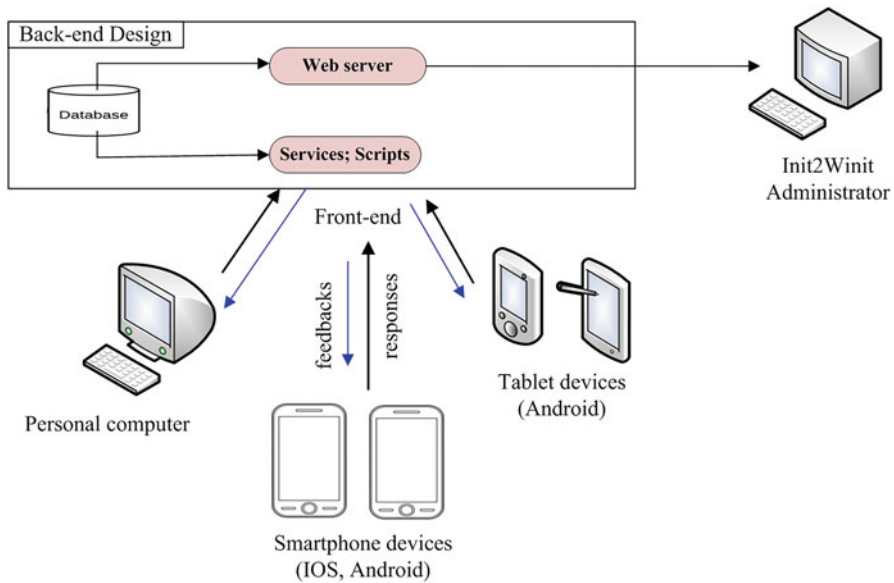 Back-end Design
Web server
Database
Services; Scripts
Init2Winit
Administrator
Front-end
feedbacks
responses
Personal computer
Tablet devices
(Android)
Smartphone devices
(IOS, Android)